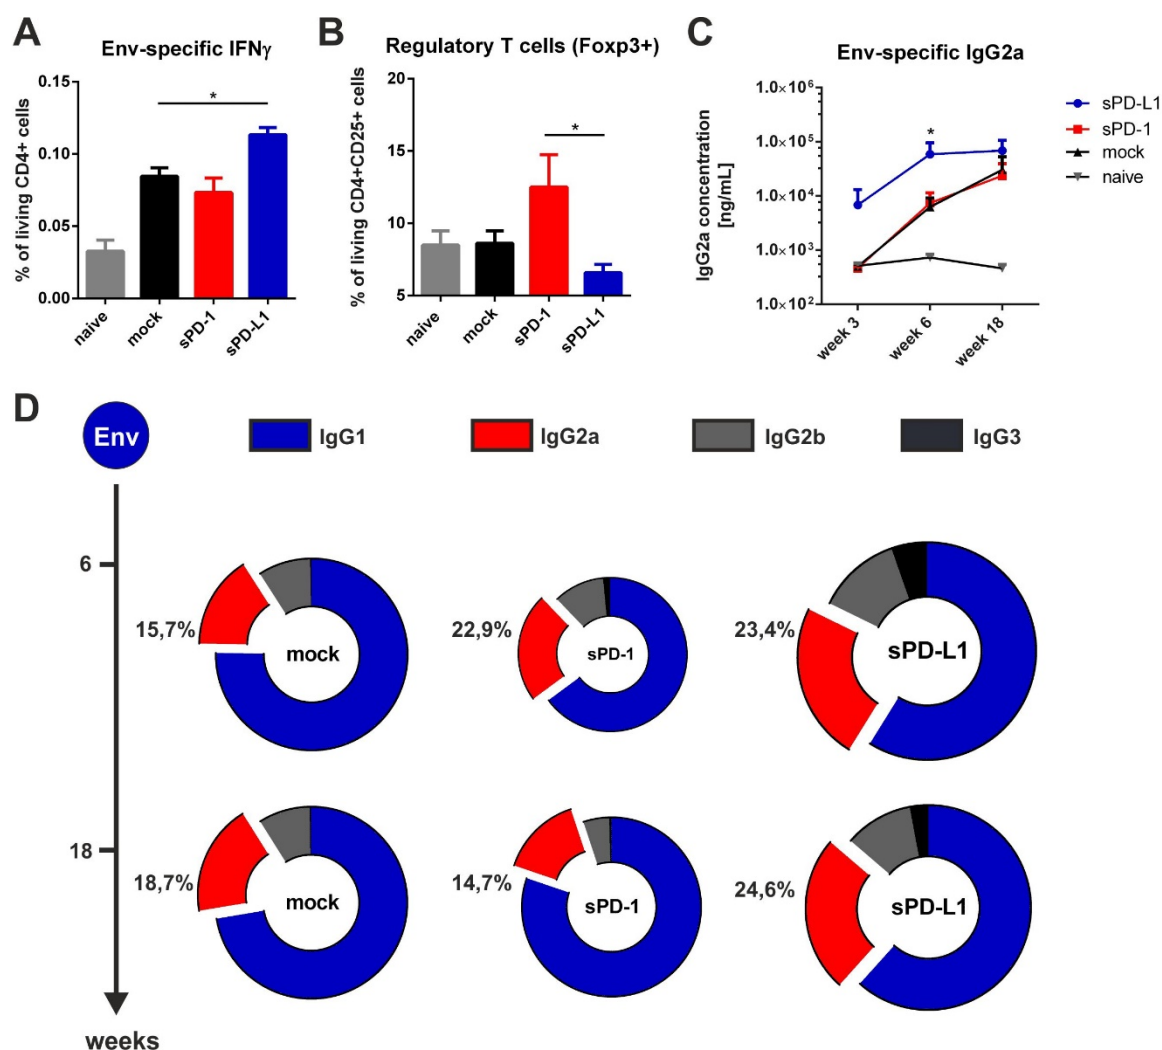 A
Env-specific IFNγ
% of living CD4+ cells
0.15
0.10
0.05
0.00
*
naive
mock
sPD-1
sPD-L1
B
Regulatory T cells (Foxp3+)
% of living CD4+CD25+ cells
20
15
10
5
*
naive
mock
sPD-1
sPD-L1
C
Env-specific IgG2a
IgG2a concentration
[ng/mL]
1.0×10⁶
1.0×10⁵
1.0×10⁴
1.0×10³
1.0×10²
*
week 3
week 6
week 18
sPD-L1
sPD-1
mock
naive
D
Env
IgG1
IgG2a
IgG2b
IgG3
6
15,7%
mock
22,9%
sPD-1
23,4%
sPD-L1
18
18,7%
mock
14,7%
sPD-1
24,6%
sPD-L1
weeks